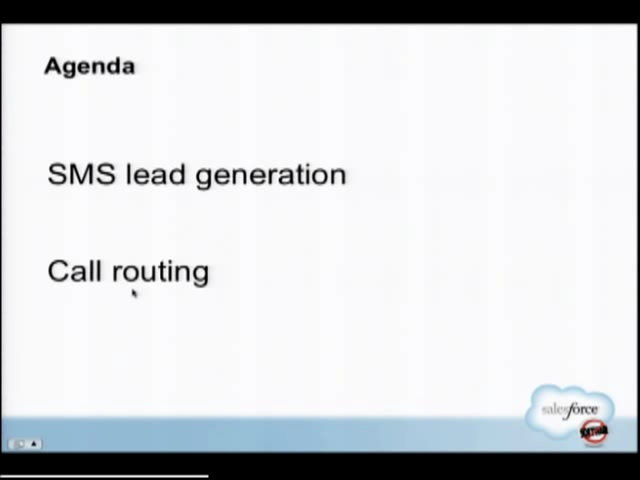 Agenda
SMS lead generation
Call routing
salesforce